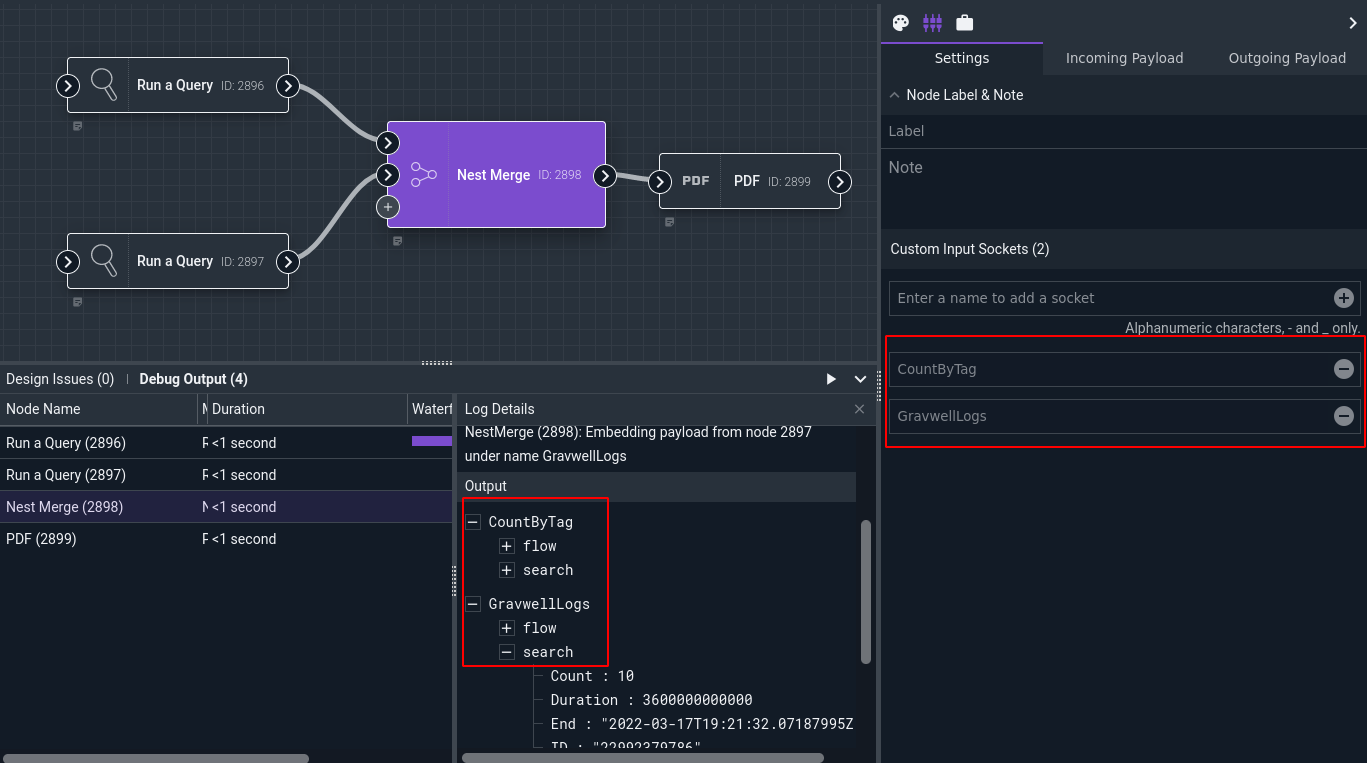 Run a Query ID: 2896
Nest Merge ID: 2898
PDF PDF ID: 2899
Run a Query ID: 2897
Settings Incoming Payload Outgoing Payload
Node Label & Note
Label
Note
Custom Input Sockets (2)
Enter a name to add a socket
Alphanumeric characters, - and _ only.
CountByTag
GravwellLogs
Design Issues (0) Debug Output (4)
Node Name Duration
Run a Query (2896) <1 second
Run a Query (2897) <1 second
Nest Merge (2898) <1 second
PDF (2899) <1 second
Log Details
NestMerge (2898): Embedding payload from node 2897
under name GravwellLogs
Output
CountByTag
flow
search
GravwellLogs
flow
search
Count : 10
Duration : 3600000000000
End : "2022-03-17T19:21:32.07187995Z
ID : "22992379786"